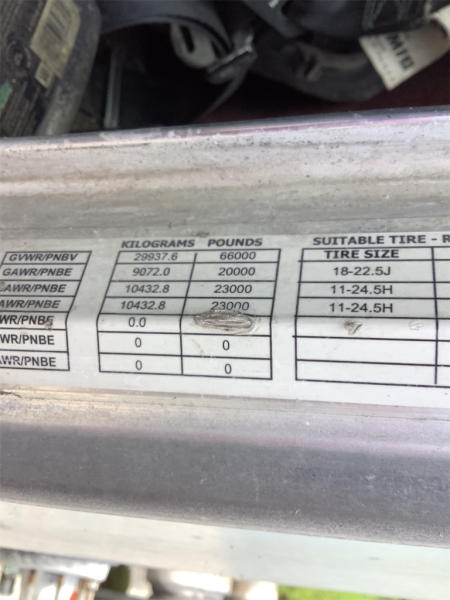 KILOGRAMS POUNDS SUITABLE TIRE - R
GVWR/PNBV 29937.6 66000 TIRE SIZE
GAWR/PNBE 9072.0 20000 18-22.5J
AWR/PNBE 10432.8 23000 11-24.5H
AWR/PNBE 10432.8 23000 11-24.5H
WR/PNBE 0.0
WR/PNBE 0 0
AWR/PNBE 0 0